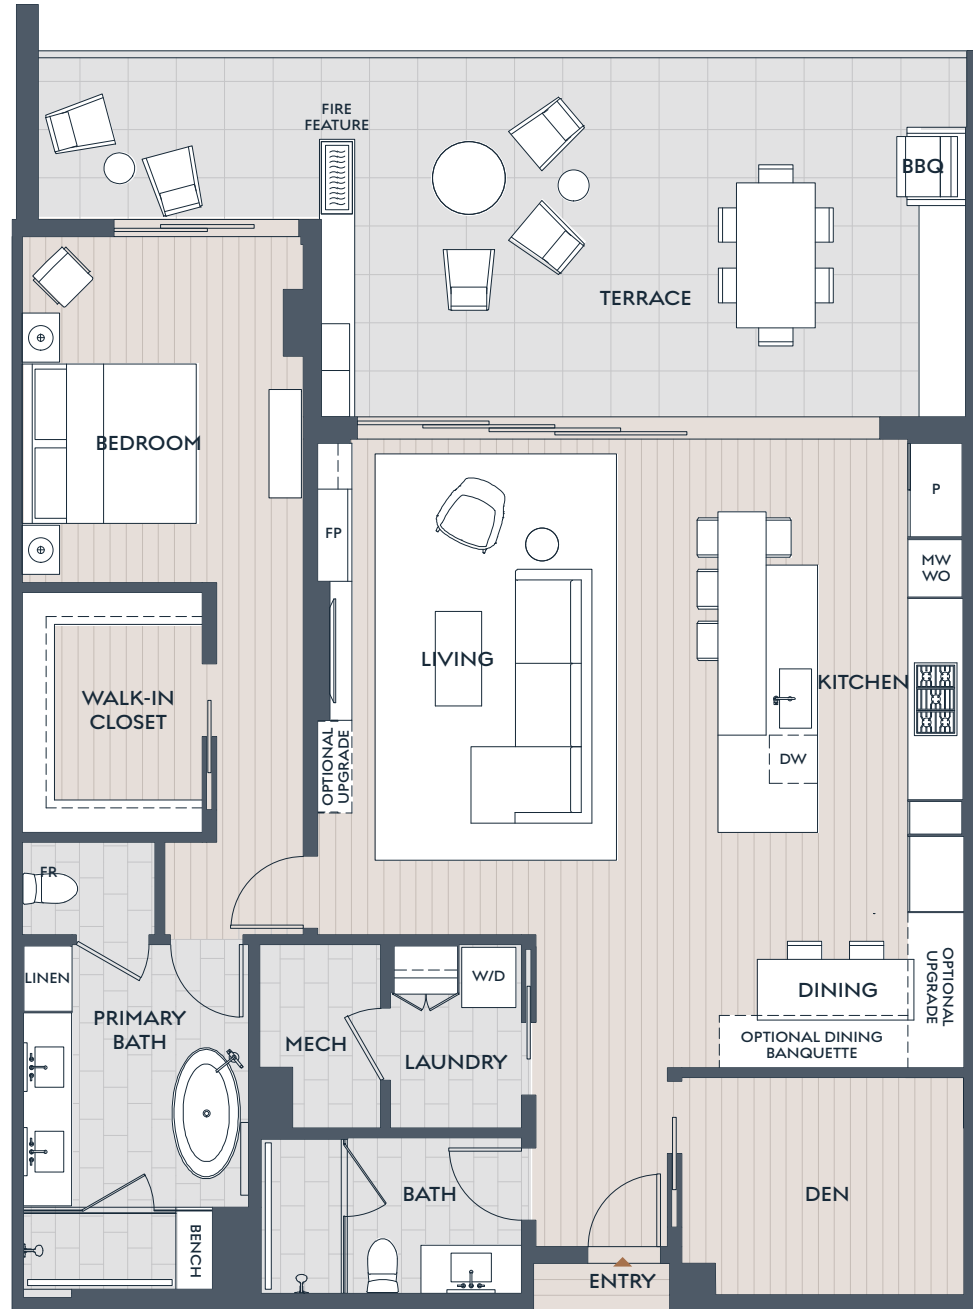 FIRE
FEATURE
BBQ
TERRACE
BEDROOM
FP
P
MW
WO
LIVING
KITCHEN
WALK-IN
CLOSET
OPTIONAL
UPGRADE
DW
FR
LINEN
W/D
DINING
OPTIONAL
UPGRADE
PRIMARY
BATH
MECH
LAUNDRY
OPTIONAL DINING
BANQUETTE
BATH
DEN
BENCH
ENTRY